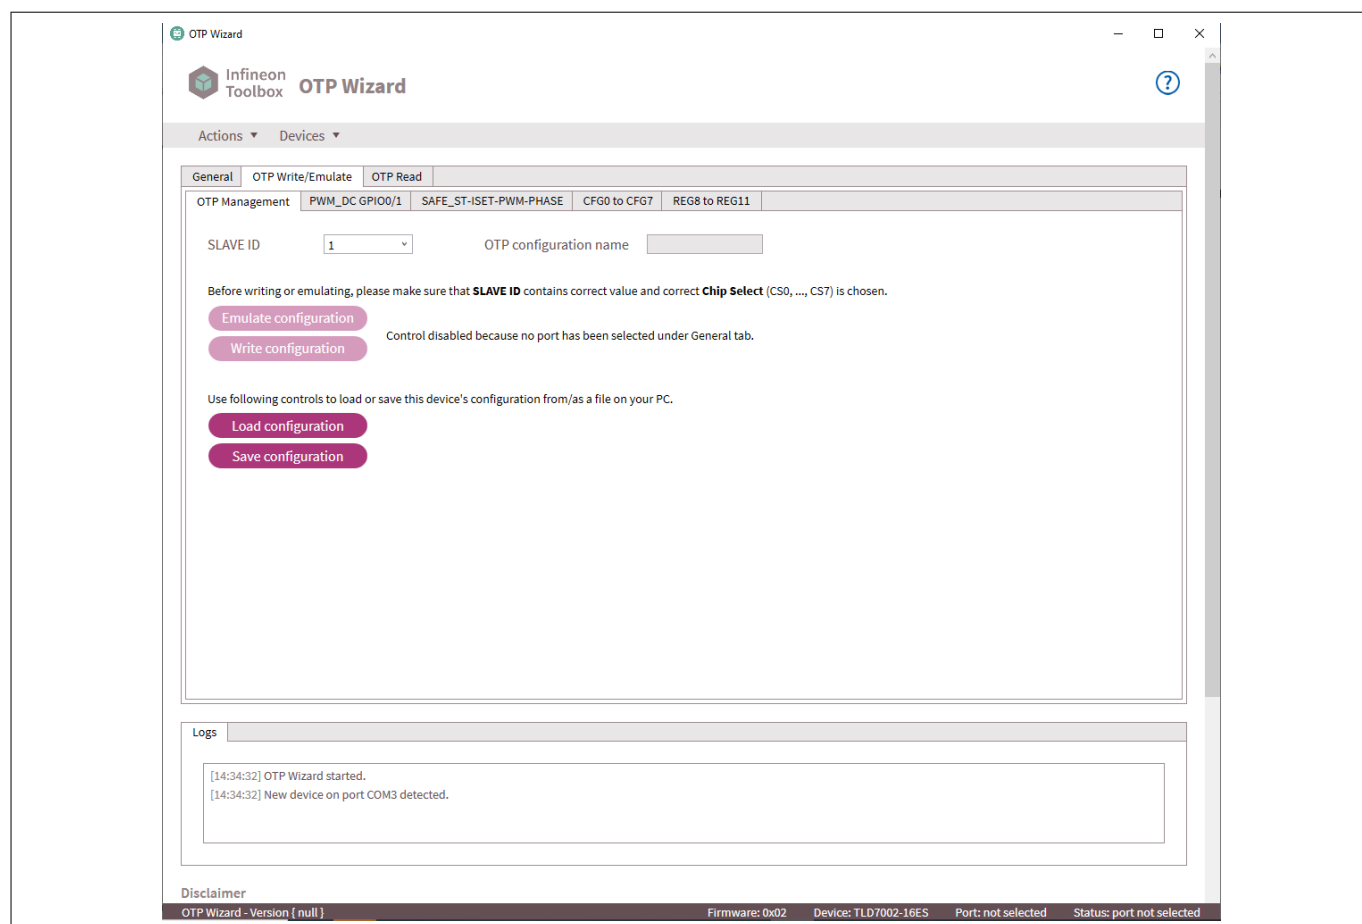 OTP Wizard
Infineon
Toolbox
OTP Wizard
?
Actions
Devices
General
OTP Write/Emulate
OTP Read
OTP Management
PWM_DC GPIO0/1
SAFE_ST-ISET-PWM-PHASE
CFG0 to CFG7
REG8 to REG11
SLAVE ID
1
OTP configuration name
Before writing or emulating, please make sure that SLAVE ID contains correct value and correct Chip Select (CS0, ..., CS7) is chosen.
Emulate configuration
Write configuration
Control disabled because no port has been selected under General tab.
Use following controls to load or save this device's configuration from/as a file on your PC.
Load configuration
Save configuration
Logs
[14:34:32] OTP Wizard started.
[14:34:32] New device on port COM3 detected.
Disclaimer
OTP Wizard - Version { null }
Firmware: 0x02
Device: TLD7002-16ES
Port: not selected
Status: port not selected